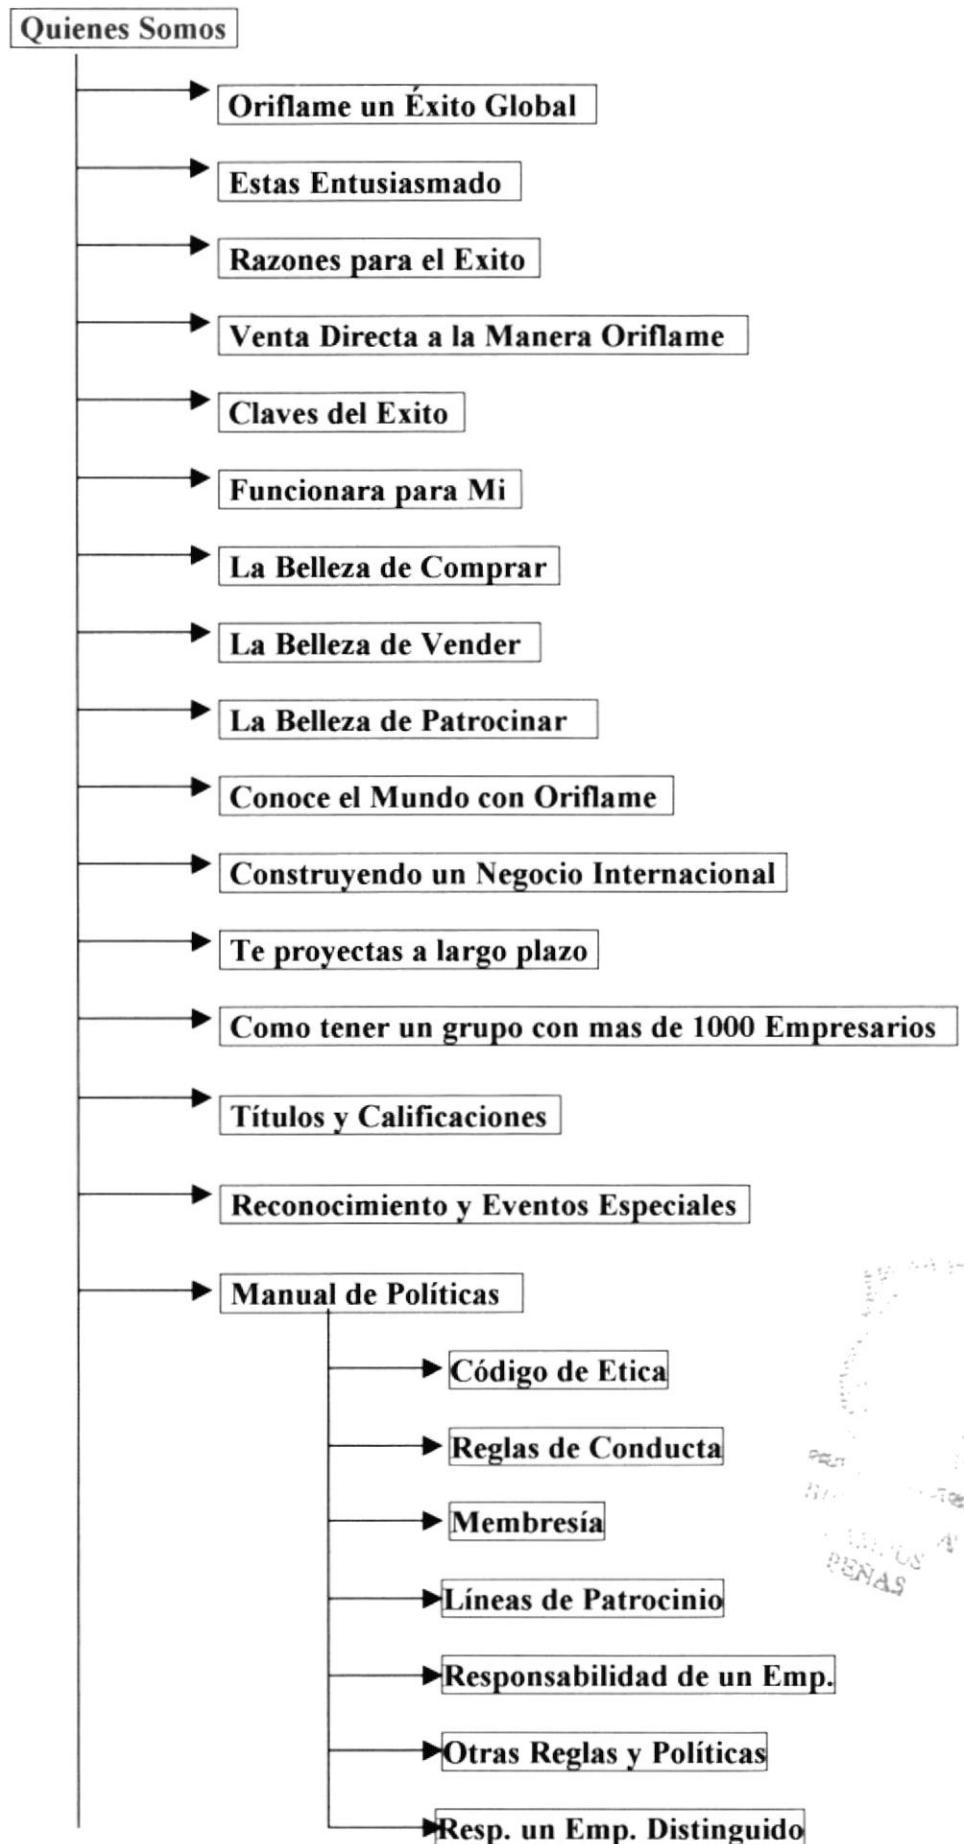 Quienes Somos
Oriflame un Éxito Global
Estas Entusiasmado
Razones para el Exito
Venta Directa a la Manera Oriflame
Claves del Exito
Funcionara para Mi
La Belleza de Comprar
La Belleza de Vender
La Belleza de Patrocinar
Conoce el Mundo con Oriflame
Construyendo un Negocio Internacional
Te proyectas a largo plazo
Como tener un grupo con mas de 1000 Empresarios
Títulos y Calificaciones
Reconocimiento y Eventos Especiales
Manual de Políticas
Código de Etica
Reglas de Conducta
Membresía
Líneas de Patrocinio
Responsabilidad de un Emp.
Otras Reglas y Políticas
Resp. un Emp. Distinguido
PEÑAS